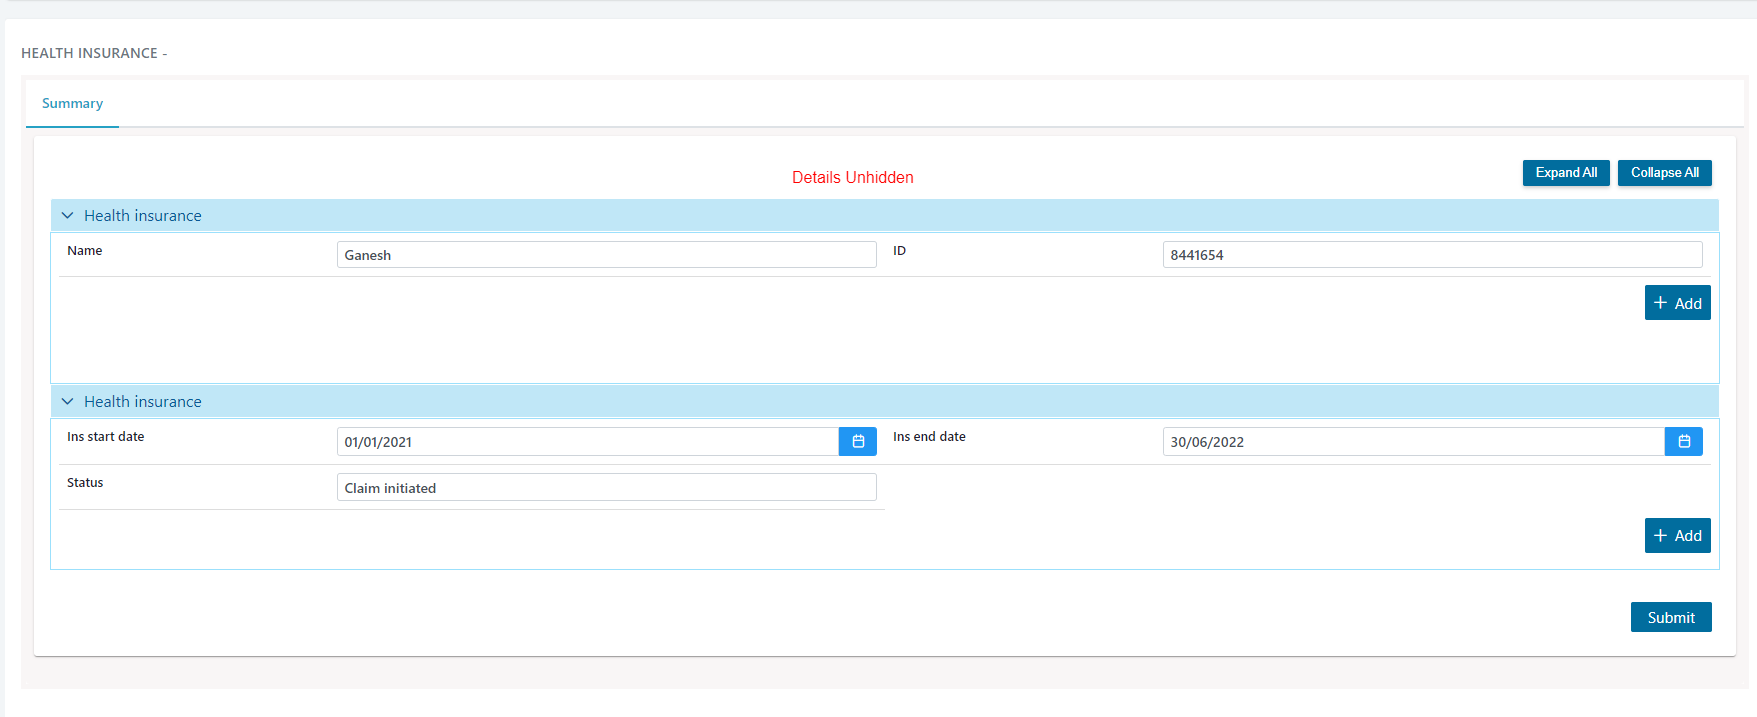 HEALTH INSURANCE -
Summary
Details Unhidden
Expand All
Collapse All
Health insurance
Name
Ganesh
ID
8441654
+ Add
Health insurance
Ins start date
01/01/2021
Ins end date
30/06/2022
Status
Claim initiated
+ Add
Submit